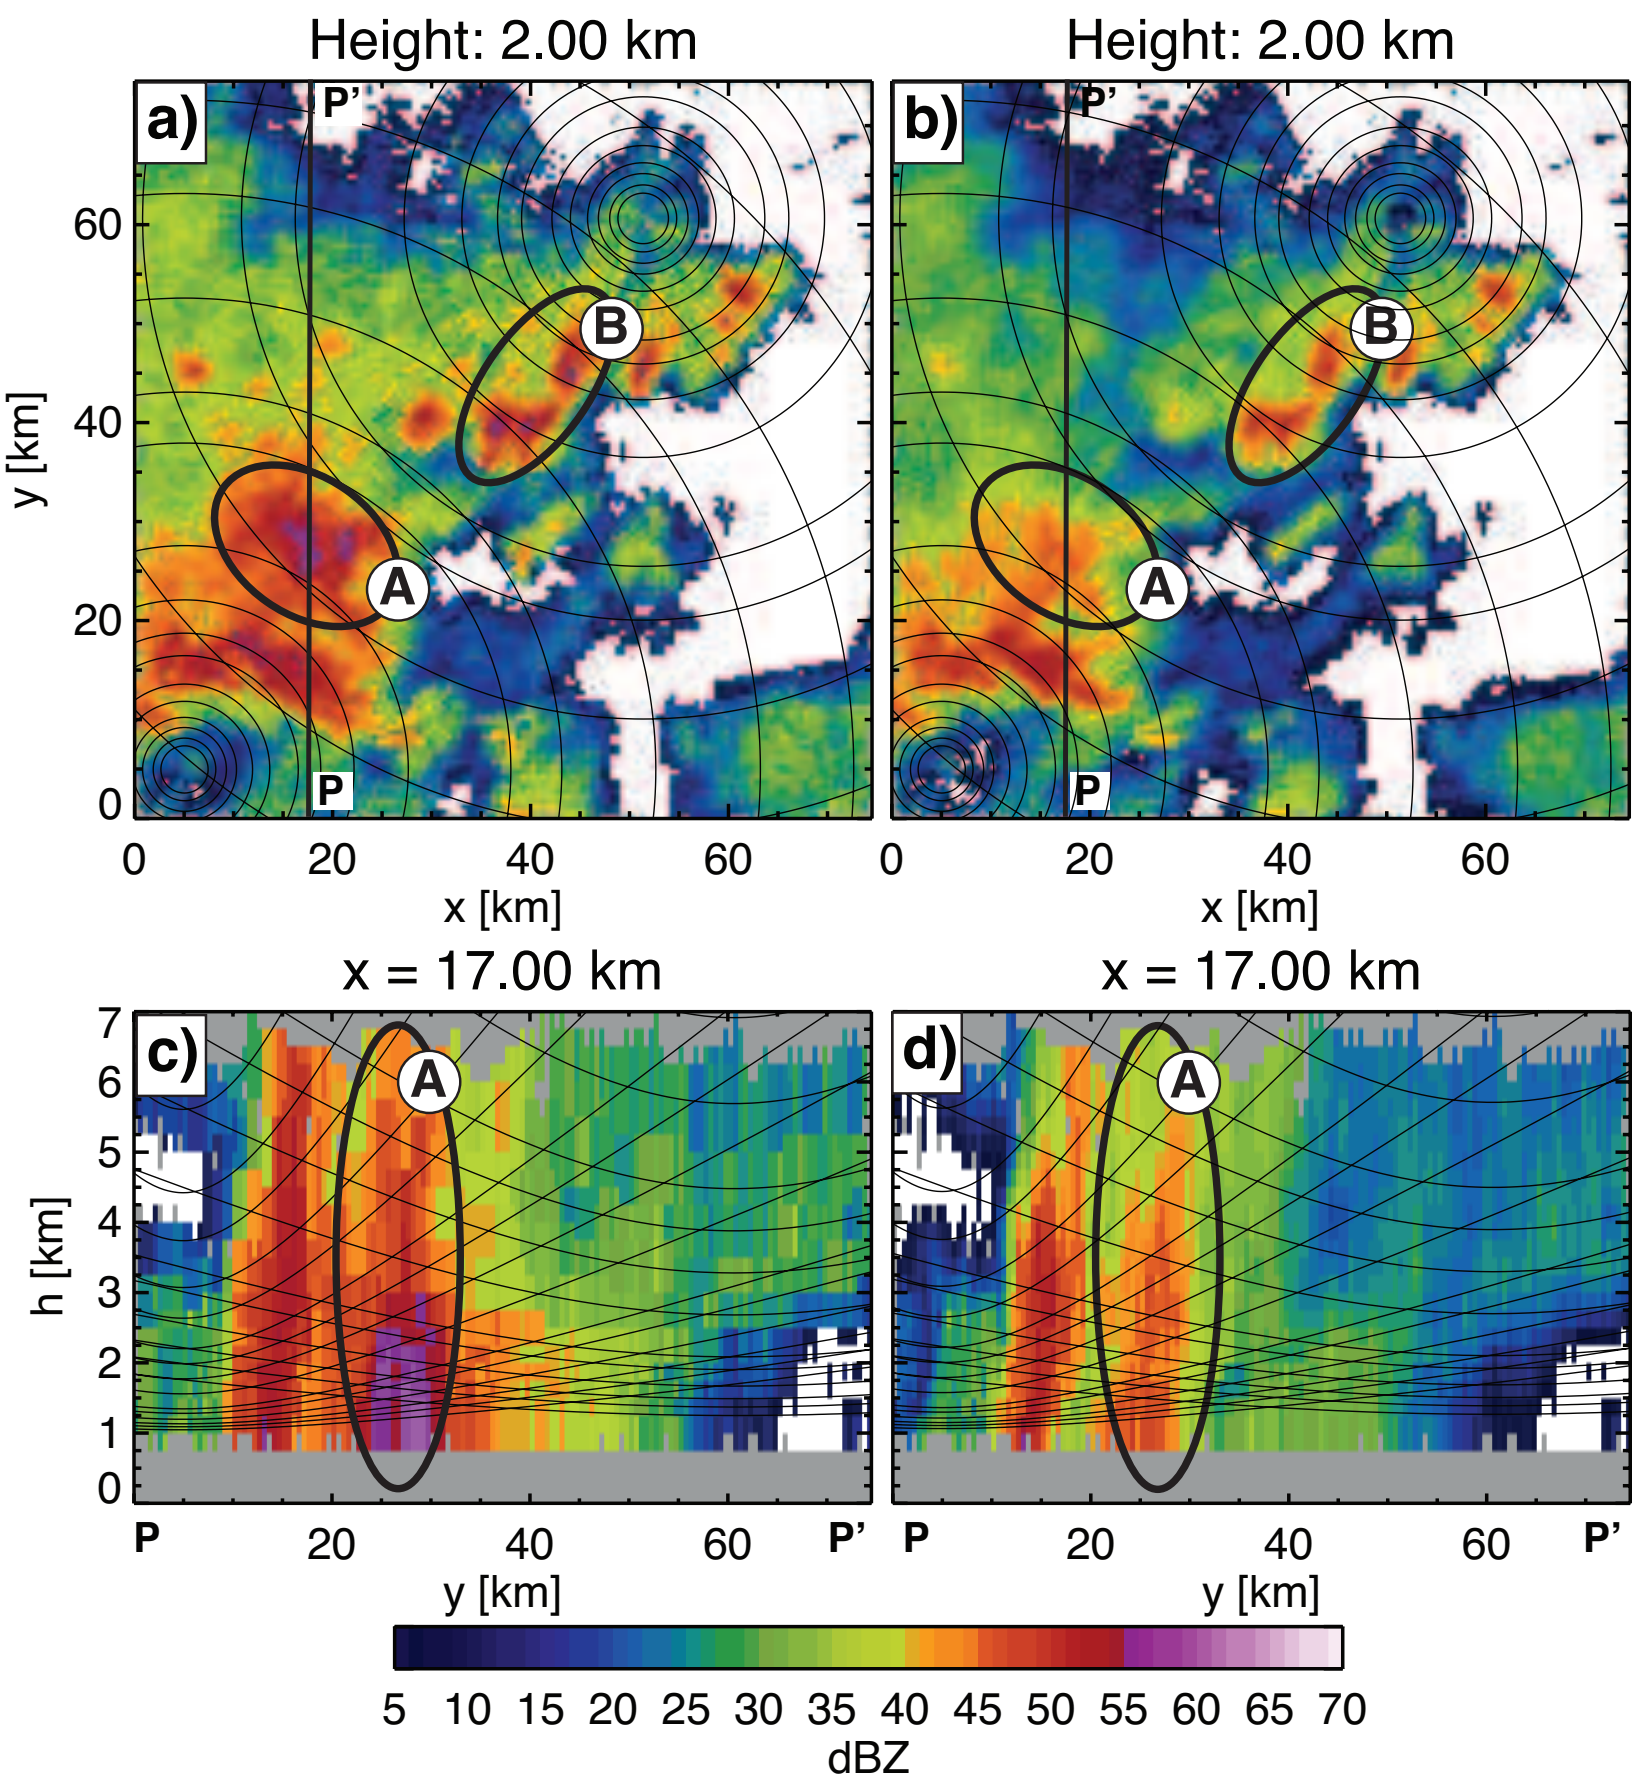 Height: 2.00 km
Height: 2.00 km
a)
P'
b)
P'
B
B
A
A
P
P
60
40
20
0
y [km]
0 20 40 60
0 20 40 60
x [km]
x [km]
x = 17.00 km
x = 17.00 km
c)
A
d)
A
7
6
5
4
3
2
1
0
h [km]
P 20 40 60 P'
P 20 40 60 P'
y [km]
y [km]
5 10 15 20 25 30 35 40 45 50 55 60 65 70
dBZ